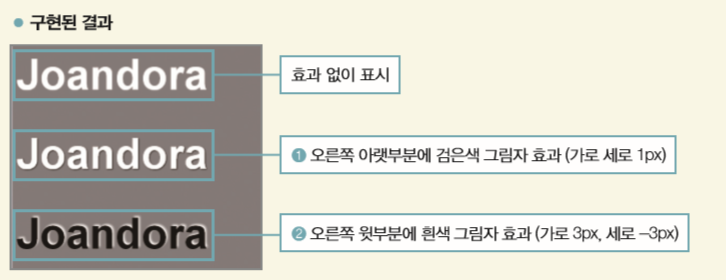 ● 구현된 결과
Joandora
효과 없이 표시
Joandora
❶ 오른쪽 아랫부분에 검은색 그림자 효과 (가로 세로 1px)
Joandora
❷ 오른쪽 윗부분에 흰색 그림자 효과 (가로 3px, 세로 –3px)